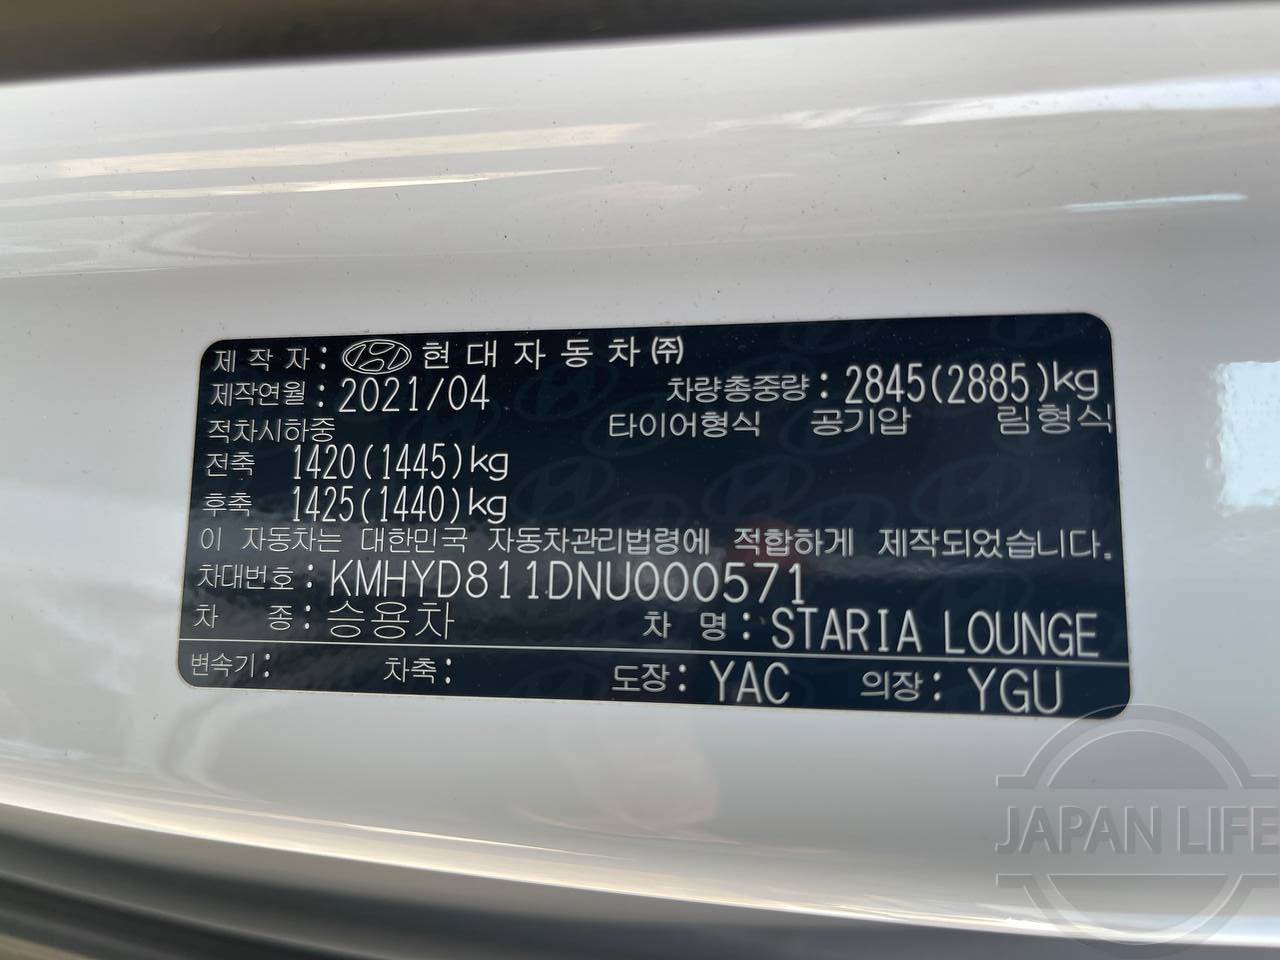 제 작 자 : 현대자동차㈜
제작연월 : 2021/04 차량총중량 : 2845(2885)kg
적차시하중 타이어형식 공기압 림형식
전축 1420(1445)kg
후축 1425(1440)kg
이 자동차는 대한민국 자동차관리법령에 적합하게 제작되었습니다.
차대번호 : KMHYD811DNU000571
차 종 : 승용차 차 명 : STARIA LOUNGE
변속기 : 차축 : 도장 : YAC 의장 : YGU
JAPAN LIFE